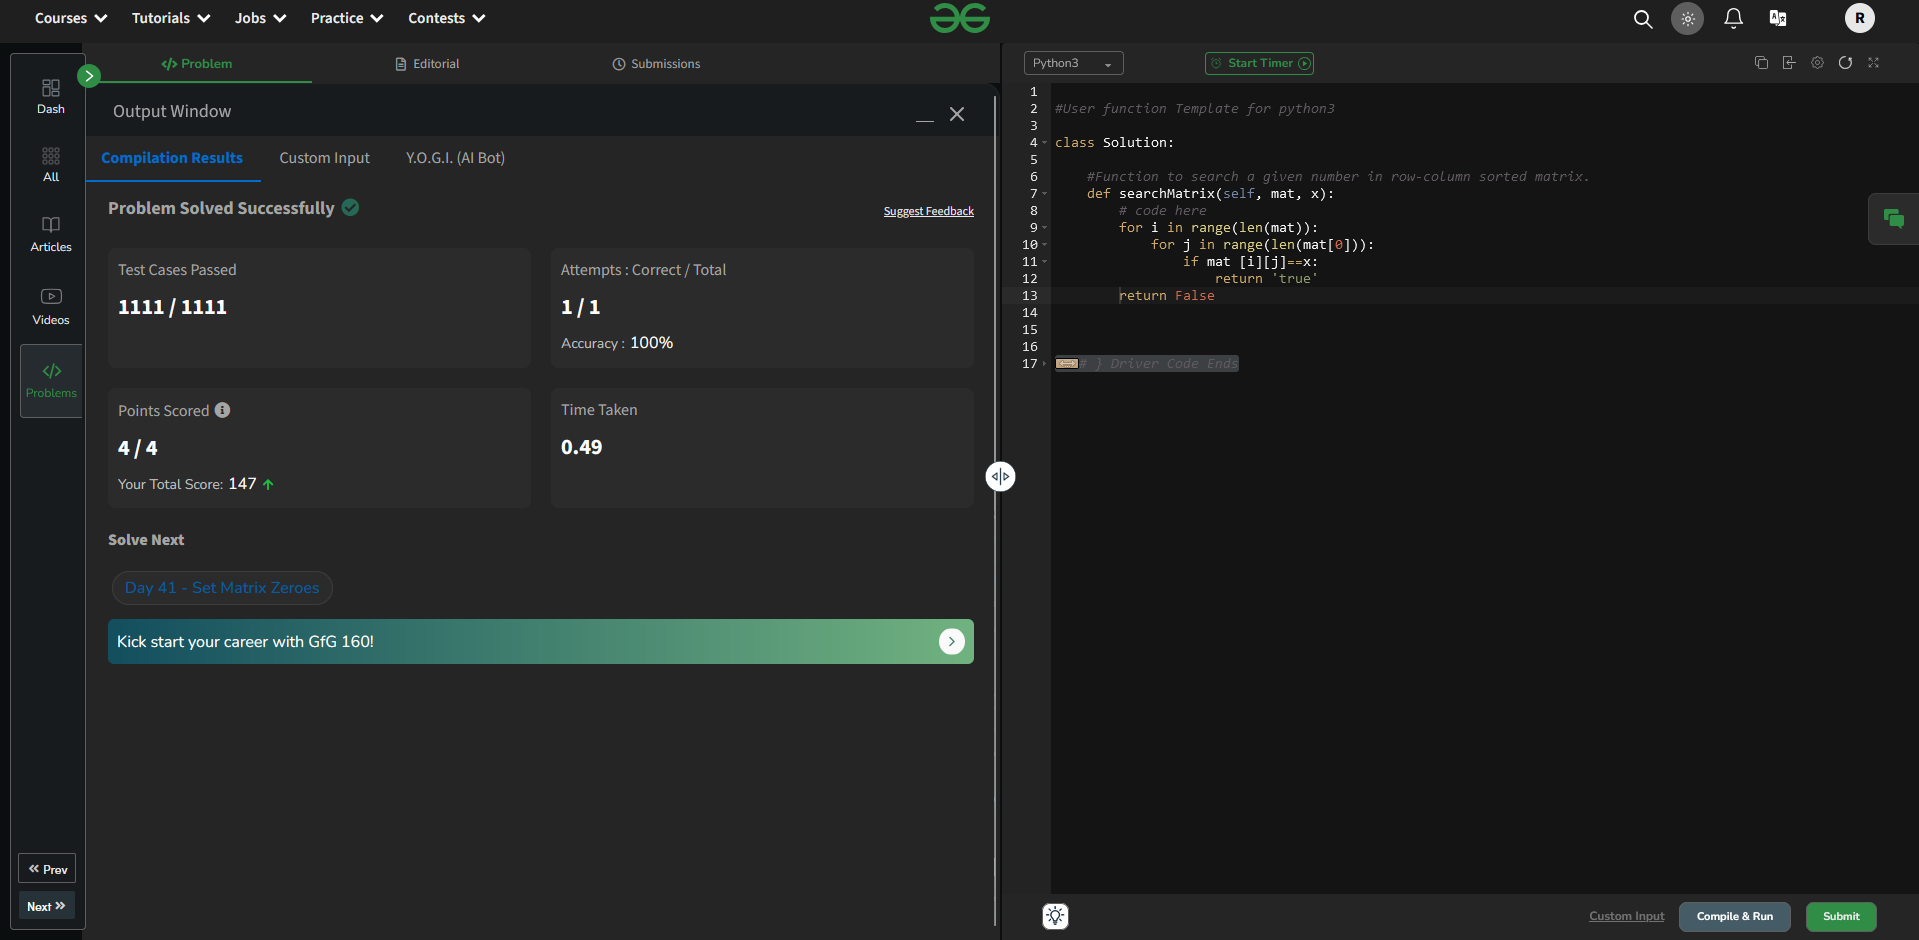 Courses Tutorials Jobs Practice Contests R
Dash
All
Articles
Videos
Problems
Prev
Next
Problem Editorial Submissions
Output Window
Compilation Results Custom Input Y.O.G.I. (AI Bot)
Problem Solved Successfully
Suggest Feedback
Test Cases Passed
1111 / 1111
Attempts : Correct / Total
1 / 1
Accuracy : 100%
Points Scored
4 / 4
Your Total Score: 147
Time Taken
0.49
Solve Next
Day 41 - Set Matrix Zeroes
Kick start your career with GfG 160!
Python3 Start Timer
1
2 #User function Template for python3
3
4 class Solution:
5
6 #Function to search a given number in row-column sorted matrix.
7 def searchMatrix(self, mat, x):
8 # code here
9 for i in range(len(mat)):
10 for j in range(len(mat[0])):
11 if mat [i][j]==x:
12 return 'true'
13 return False
14
15
16
17 # } Driver Code Ends
Custom Input Compile & Run Submit